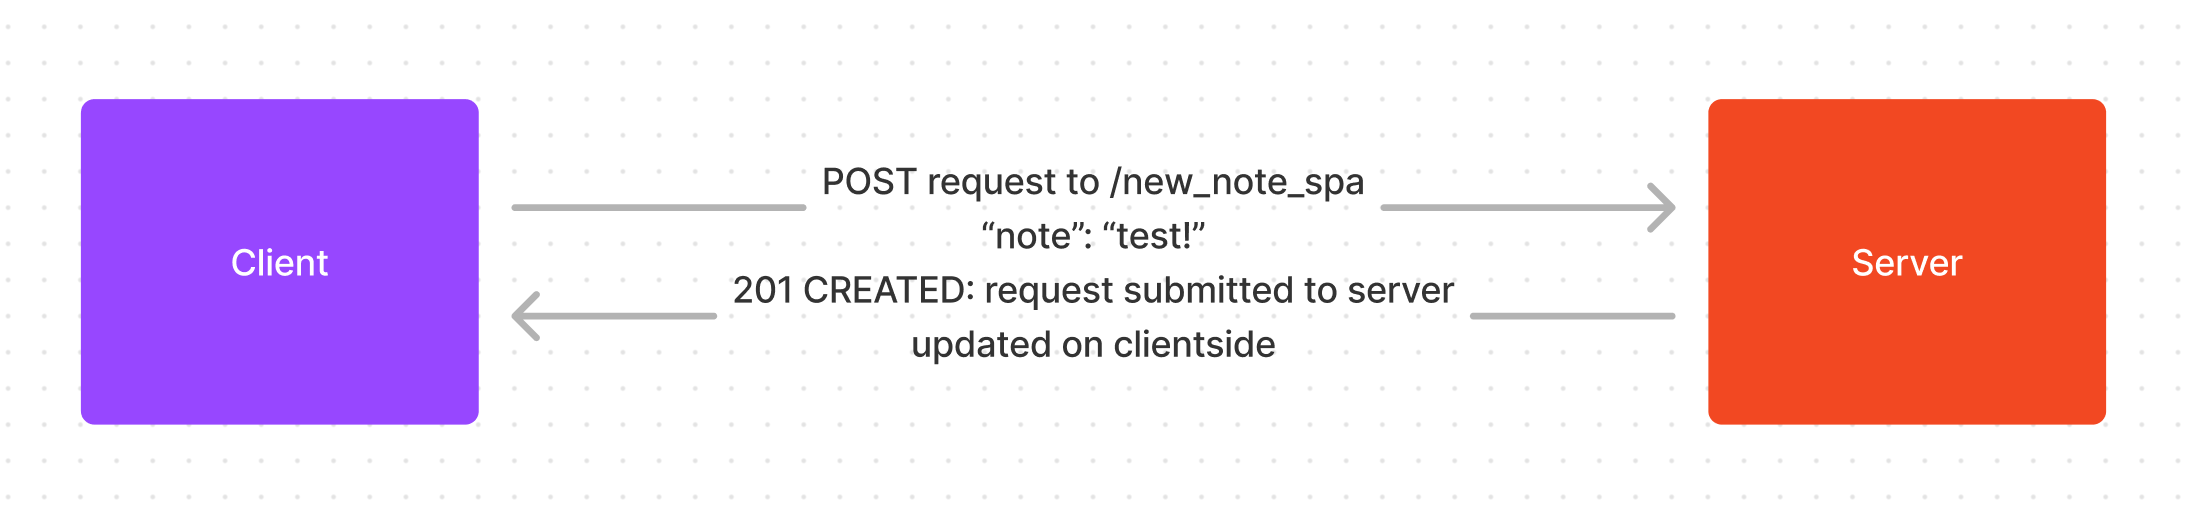 Client
POST request to /new_note_spa
“note”: “test!”
201 CREATED: request submitted to server
updated on clientside
Server